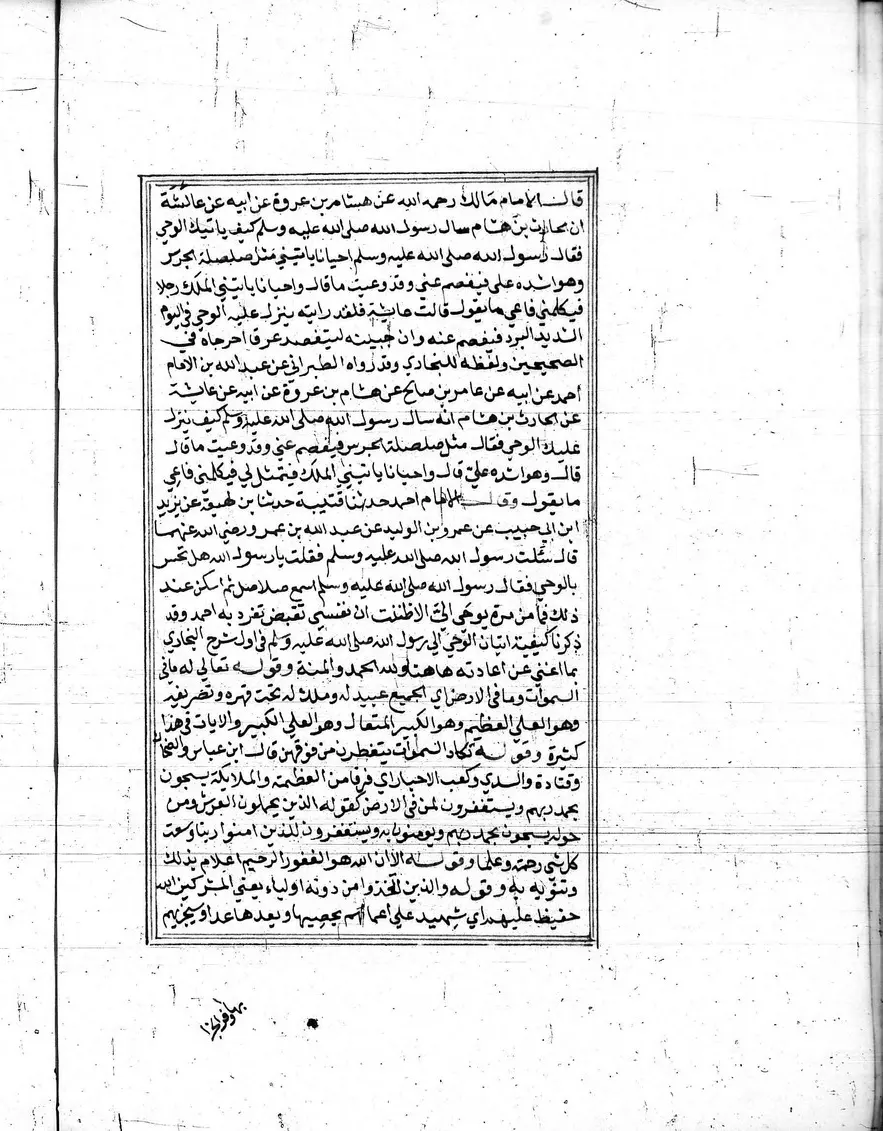 قال الامام مالك رحمه الله عن هشام بن عروة عن ابيه عن عائشة
ان حارث بن هشام سال رسول الله صلى الله عليه وسلم كيف ياتيك الوحي
فقال رسول الله صلى الله عليه وسلم احيانا ياتيني مثل صلصلة الجرس
وهو اشده علي فيفصم عني وقد وعيت ما قال واحيانا ياتيني الملك رجلا
فيكلمني فاعي ما يقول قالت عايشة فلقد رايته ينزل عليه الوحي في اليوم
الشديد البرد فيفصم عنه وان جبينه ليتفصد عرقا اخرجاه في
الصحيحين ولفظه للبخاري وقد رواه الطبراني عن عبد الله بن الامام
أحمد عن ابيه عن عامر بن صالح عن هشام بن عروة عن ابيه عن عايشة
عن الحارث بن هشام انه سال رسول الله صلى الله عليه وسلم كيف ينزل
عليك الوحي فقال مثل صلصلة الجرس فيفصم عني وقد وعيت ما قال
قال وهو اشده علي قال واحيانا ياتيني الملك فيتمثل لي فيكلمني فاعي
ما يقول وقال الامام احمد حدثنا قتيبة حدثنا بن لهيعة عن يزيد
ابن ابي حبيب عن عمرو بن الوليد عن عبد الله بن عمرو رضي الله عنهما
قال سئلت رسول الله صلى الله عليه وسلم فقلت يا رسول الله هل تحس
بالوحي فقال رسول الله صلى الله عليه وسلم اسمع صلاصل ثم اسكن عند
ذلك فما من مرة يوحى الي الا ظننت ان نفسي تقبض تفرد به احمد وقد
ذكرنا كيفية اتيان الوحي الى رسول الله صلى الله عليه وسلم في اول شرح البخاري
بما اغني عن اعادته هاهنا ولله الحمد والمنة وقوله تعالى له ما في
السموات وما في الارض اي الجميع عبيد له وملك له تحت قهره وتصريفه
وهو العلي العظيم وهو الكبير المتعال وهو العلي الكبير والايات في هذا
كثيرة وقوله تكاد السموات يتفطرن من فوقهن قال ابن عباس والضحاك
وقتادة والسدي وكعب الاحبار اي فرقا من العظمة والملايكة يسبحون
بحمد ربهم ويستغفرون لمن في الارض كقوله الذين يحملون العرش ومن
حوله يسبحون بحمد ربهم ويومنون به ويستغفرون للذين امنوا ربنا وسعت
كل شي رحمة وعلما وقوله الا ان الله هو الغفور الرحيم اعلام بذلك
وتنويه به وقوله والذين اتخذوا من دونه اولياء يعني المشركين الله
حفيظ عليهم اي شهيد على اعمالهم يحصيها ويعدها عدا وسيجزيهم